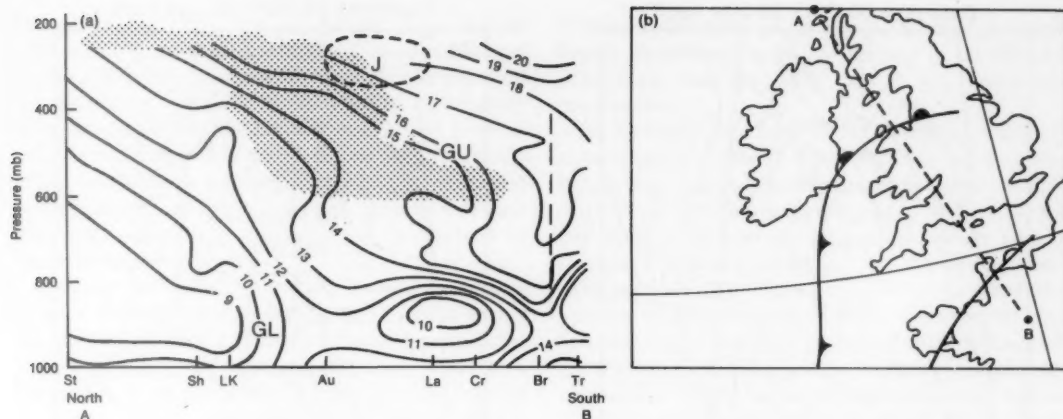 (a)
200
400
600
800
1000
Pressure (mb)
J
20
19
18
17
16
15
GU
14
13
12
11
10
9
GL
10
11
14
St Sh LK Au La Cr Br Tr
North South
A B
(b)
A
B